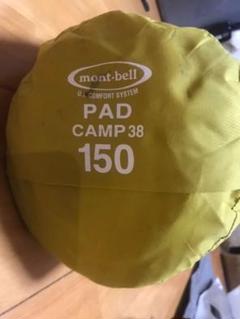 mont-bell
U.L. COMFORT SYSTEM
PAD
CAMP 38
150